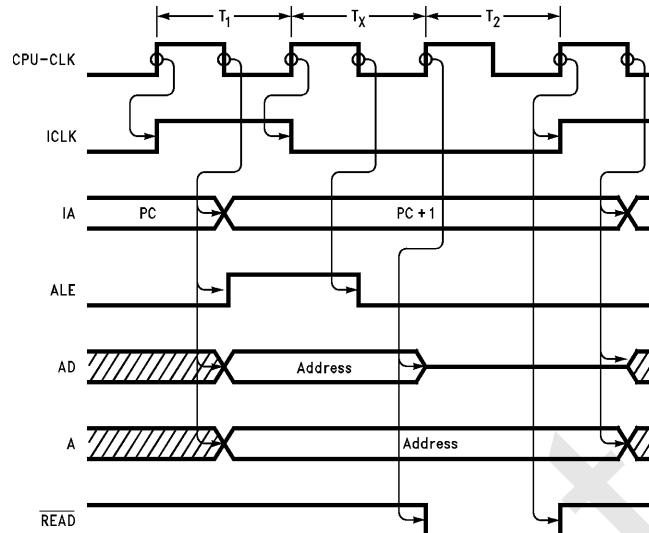 T1 TX T2
CPU-CLK
ICLK
IA PC PC + 1
ALE
AD Address
A Address
READ